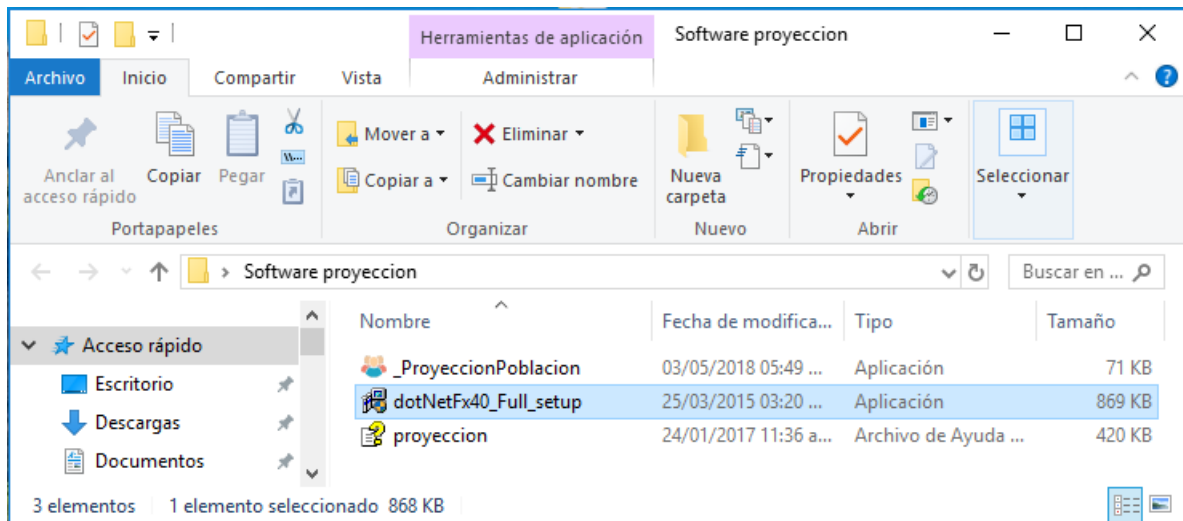 Herramientas de aplicación Software proyeccion
Archivo Inicio Compartir Vista Administrar
Anclar al acceso rápido
Copiar
Pegar
Mover a
Copiar a
Eliminar
Cambiar nombre
Nueva carpeta
Propiedades
Seleccionar
Portapapeles Organizar Nuevo Abrir
Software proyeccion Buscar en ...
Acceso rápido
Escritorio
Descargas
Documentos
Nombre Fecha de modifica... Tipo Tamaño
_ProyeccionPoblacion 03/05/2018 05:49 ... Aplicación 71 KB
dotNetFx40_Full_setup 25/03/2015 03:20 ... Aplicación 869 KB
proyeccion 24/01/2017 11:36 a... Archivo de Ayuda ... 420 KB
3 elementos 1 elemento seleccionado 868 KB